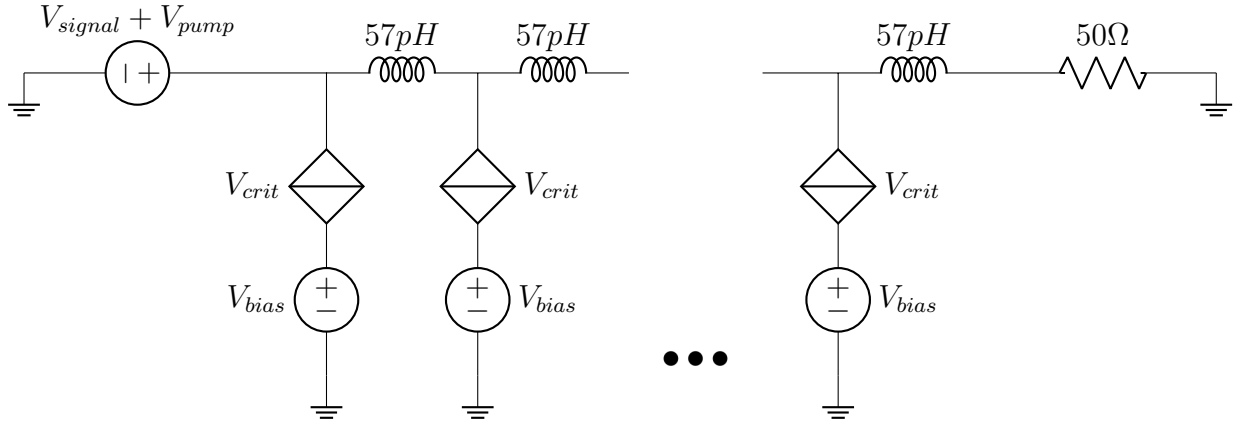 V_{signal} + V_{pump}
57pH
57pH
57pH
50Ω
V_{crit}
V_{crit}
V_{crit}
V_{bias}
V_{bias}
V_{bias}